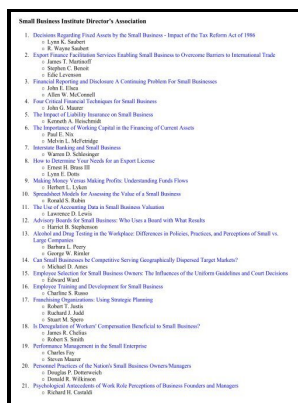 Small Business Institute Director's Association
1. Decisions Regarding Fixed Assets by the Small Business - Impact of the Tax Reform Act of 1986
o Lynn K. Saubert
o R. Wayne Saubert
2. Export Finance Facilitation Services Enabling Small Business to Overcome Barriers to International Trade
o James T. Martinoff
o Stephen C. Benoit
o Edie Levenson
3. Financial Reporting and Disclosure A Continuing Problem For Small Businesses
o John E. Elsea
o Allen W. McConnell
4. Four Critical Financial Techniques for Small Business
o John G. Maurer
5. The Impact of Liability Insurance on Small Business
o Kenneth A. Heischmidt
6. The Importance of Working Capital in the Financing of Current Assets
o Paul E. Nix
o Melvin L. McFetridge
7. Interstate Banking and Small Business
o Warren D. Schlesinger
8. How to Determine Your Needs for an Export License
o Ernest H. Brass III
o Lynn E. Dotts
9. Making Money Versus Making Profits: Understanding Funds Flows
o Herbert L. Lyken
10. Spreadsheet Models for Assessing the Value of a Small Business
o Ronald S. Rubin
11. The Use of Accounting Data in Small Business Valuation
o Lawrence D. Lewis
12. Advisory Boards for Small Business: Who Uses a Board with What Results
o Harriet B. Stephenson
13. Alcohol and Drug Testing in the Workplace: Differences in Policies, Practices, and Perceptions of Small vs.
Large Companies
o Barbara L. Peery
o George W. Rimler
14. Can Small Businesses be Competitive Serving Geographically Dispersed Target Markets?
o Michael D. Ames
15. Employee Selection for Small Business Owners: The Influences of the Uniform Guidelines and Court Decisions
o Edward Ward
16. Employee Training and Development for Small Business
o Charline S. Russo
17. Franchising Organizations: Using Strategic Planning
o Robert T. Justis
o Richard J. Judd
o Stuart M. Spero
18. Is Deregulation of Workers' Compensation Beneficial to Small Business?
o James R. Chelius
o Robert S. Smith
19. Performance Management in the Small Enterprise
o Charles Fay
o Steven Maurer
20. Personnel Practices of the Nation's Small Business Owners/Managers
o Douglas P. Dotterweich
o Donald R. Wilkinson
21. Psychological Antecedents of Work Role Perceptions of Business Founders and Managers
o Richard H. Castaldi